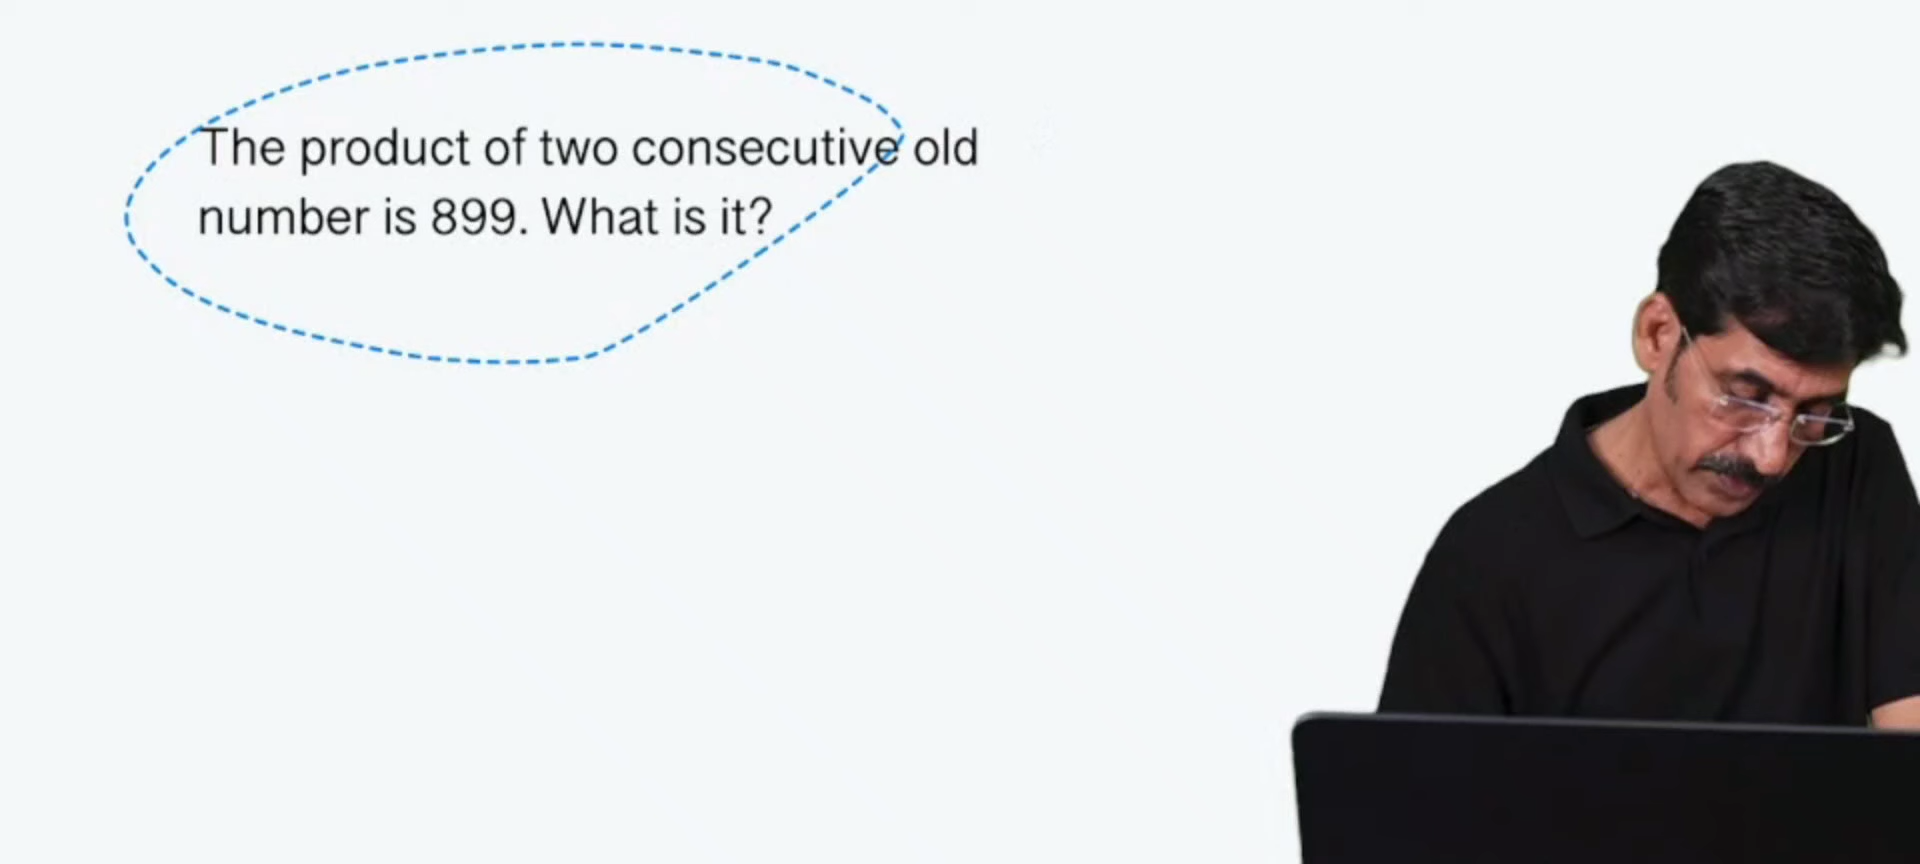 The product of two consecutive old
number is 899. What is it?